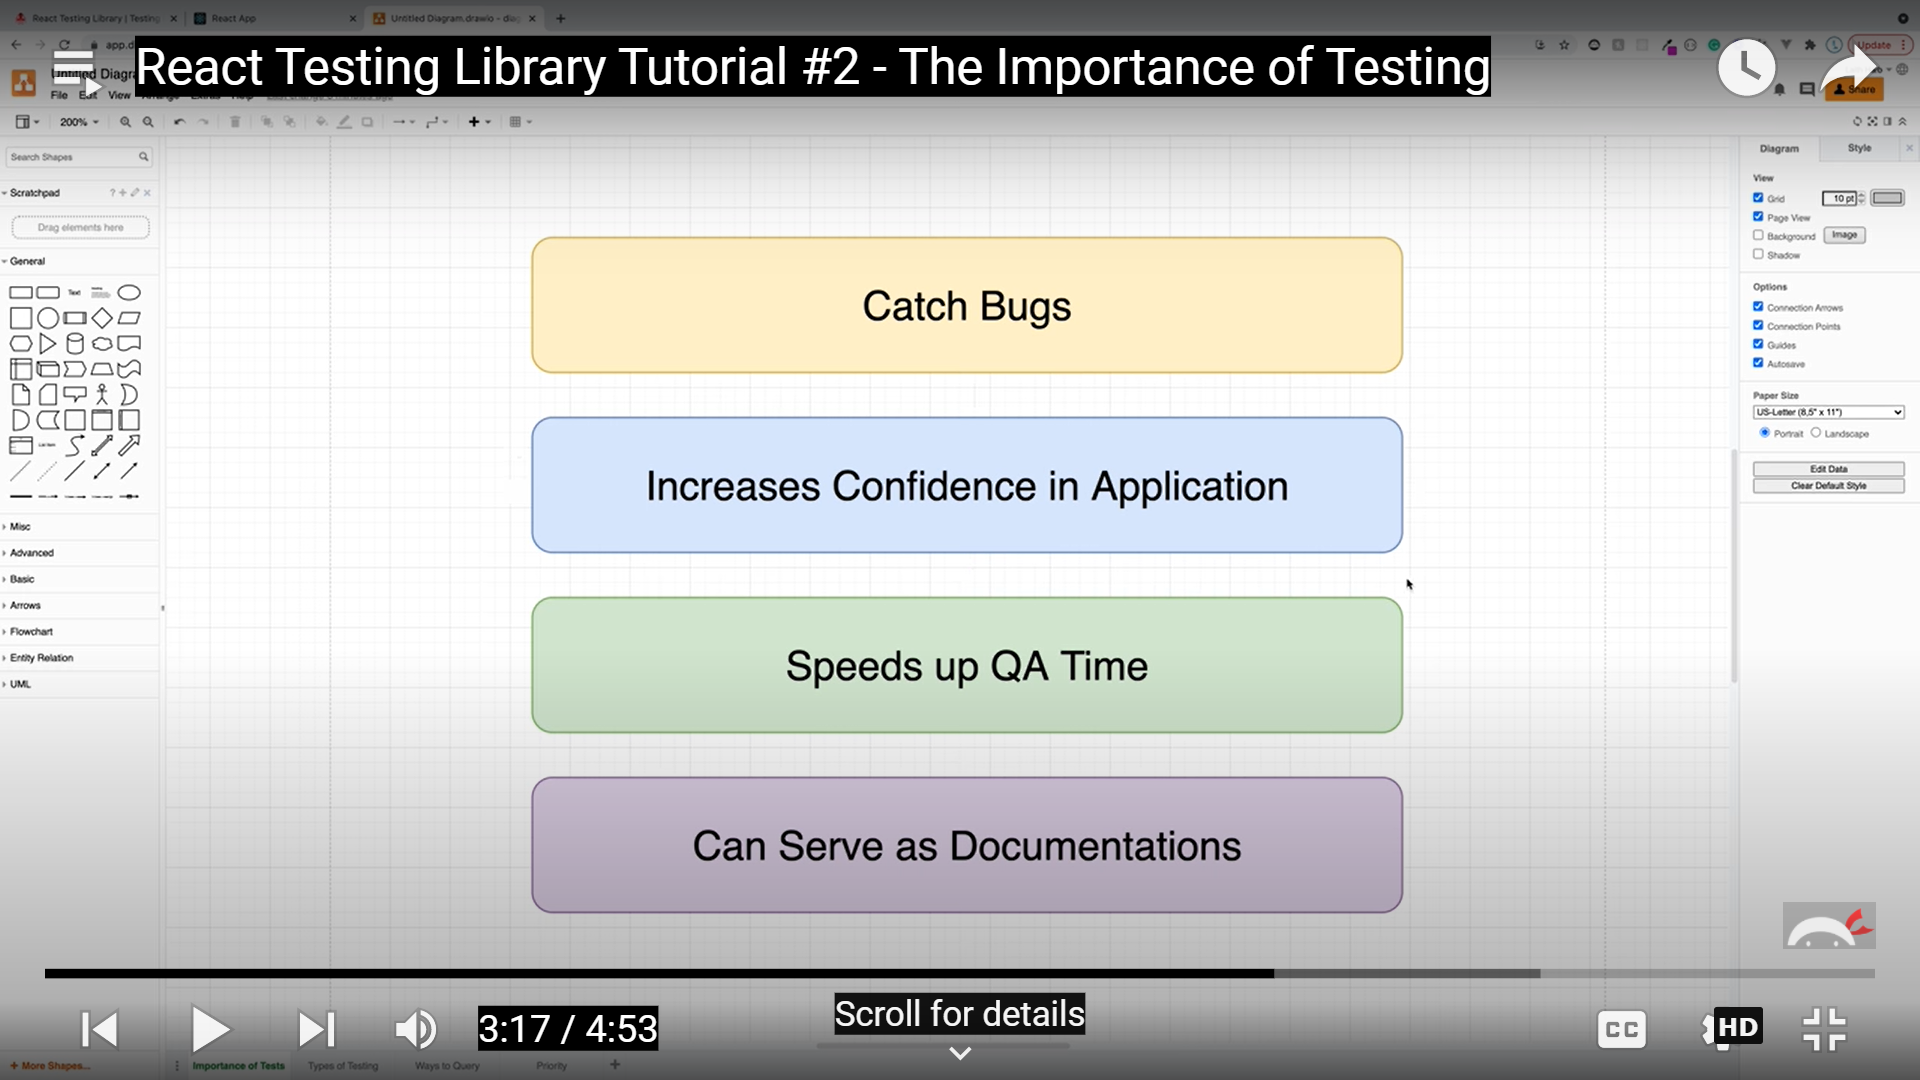 React Testing Library | Testing
React App
Untitled Diagram.drawio - diag
React Testing Library Tutorial #2 - The Importance of Testing
app.d
Update
Untitled Diagra
File Edit View Arrange Extras Help
Share
200%
Search Shapes
Scratchpad
Drag elements here
General
Text
Misc
Advanced
Basic
Arrows
Flowchart
Entity Relation
UML
Catch Bugs
Increases Confidence in Application
Speeds up QA Time
Can Serve as Documentations
Diagram Style
View
Grid 10 pt
Page View
Background Image
Shadow
Options
Connection Arrows
Connection Points
Guides
Autosave
Paper Size
US-Letter (8,5" x 11")
Portrait Landscape
Edit Data
Clear Default Style
3:17 / 4:53
Scroll for details
CC
HD
+ More Shapes...
Importance of Tests
Types of Testing
Ways to Query
Priority